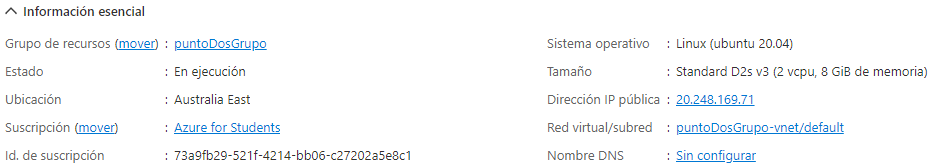 Información esencial
Grupo de recursos (mover) : puntoDosGrupo
Estado : En ejecución
Ubicación : Australia East
Suscripción (mover) : Azure for Students
Id. de suscripción : 73a9fb29-521f-4214-bb06-c27202a5e8c1
Sistema operativo : Linux (ubuntu 20.04)
Tamaño : Standard D2s v3 (2 vcpu, 8 GiB de memoria)
Dirección IP pública : 20.248.169.71
Red virtual/subred : puntoDosGrupo-vnet/default
Nombre DNS : Sin configurar